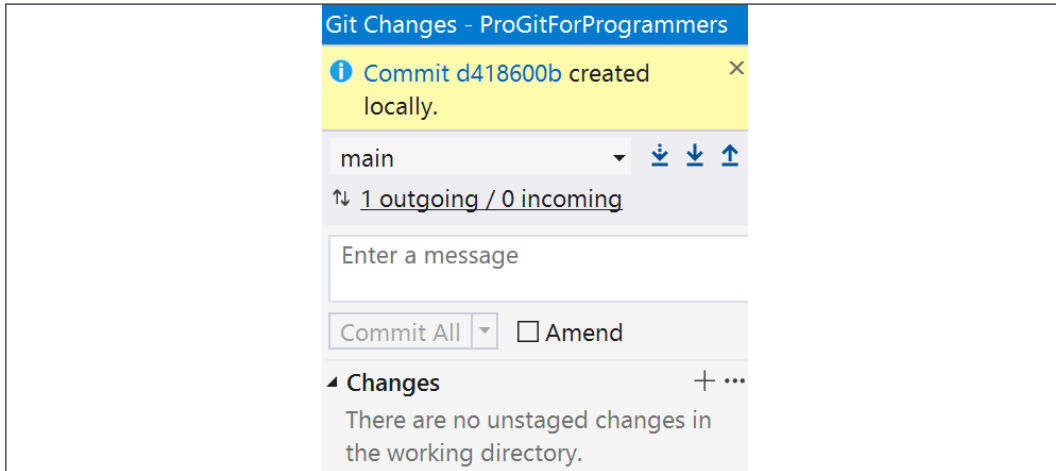 Git Changes - ProGitForProgrammers
Commit d418600b created
locally.
main
1 outgoing / 0 incoming
Enter a message
Commit All
Amend
Changes
There are no unstaged changes in
the working directory.